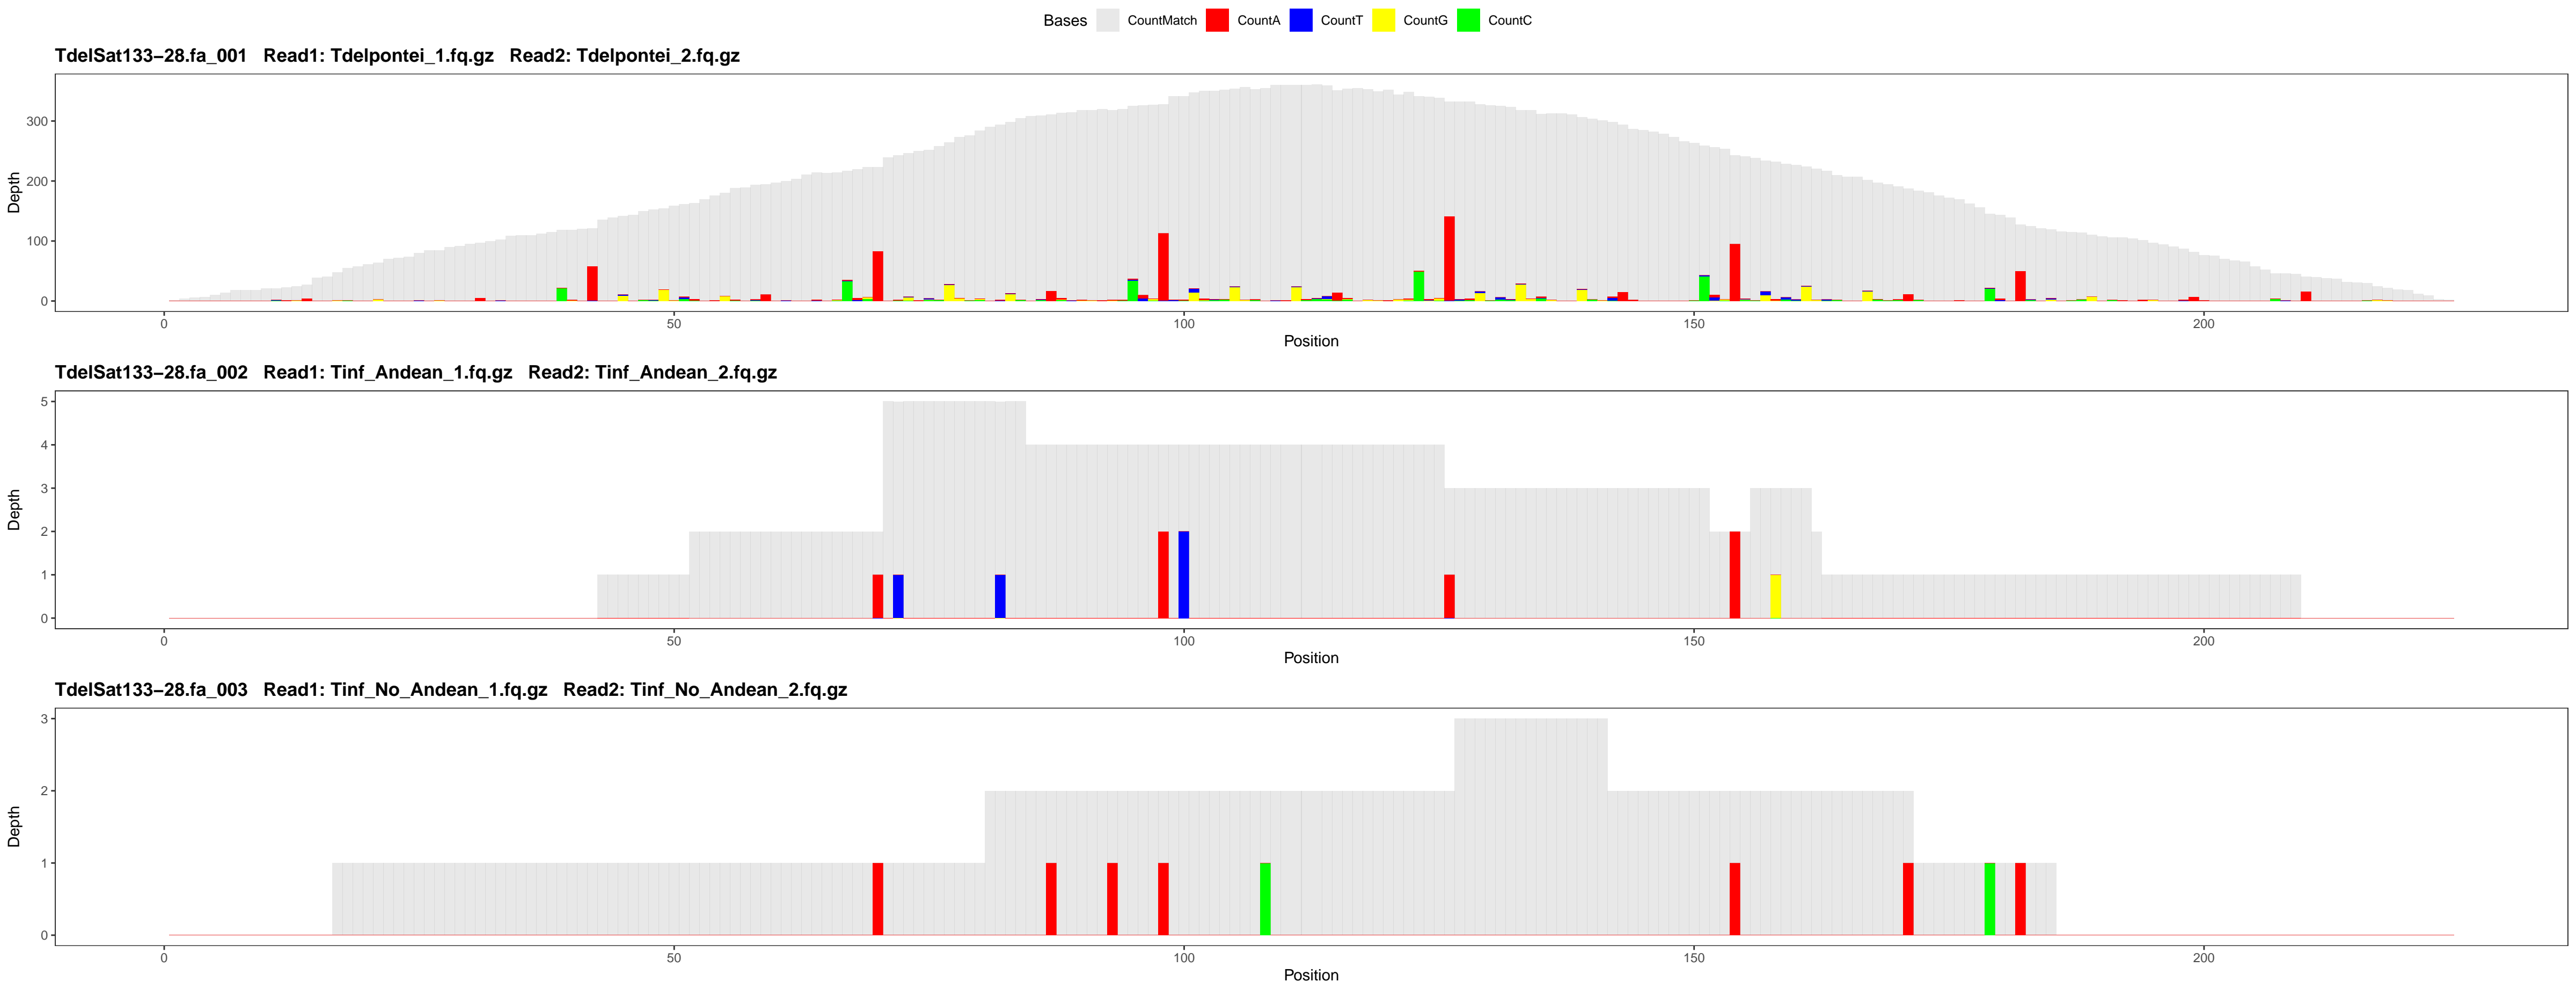 Bases CountMatch CountA CountT CountG CountC
TdelSat133−28.fa_001 Read1: Tdelpontei_1.fq.gz Read2: Tdelpontei_2.fq.gz
Depth
300
200
100
0
0 50 100 150 200
Position
TdelSat133−28.fa_002 Read1: Tinf_Andean_1.fq.gz Read2: Tinf_Andean_2.fq.gz
Depth
5
4
3
2
1
0
0 50 100 150 200
Position
TdelSat133−28.fa_003 Read1: Tinf_No_Andean_1.fq.gz Read2: Tinf_No_Andean_2.fq.gz
Depth
3
2
1
0
0 50 100 150 200
Position